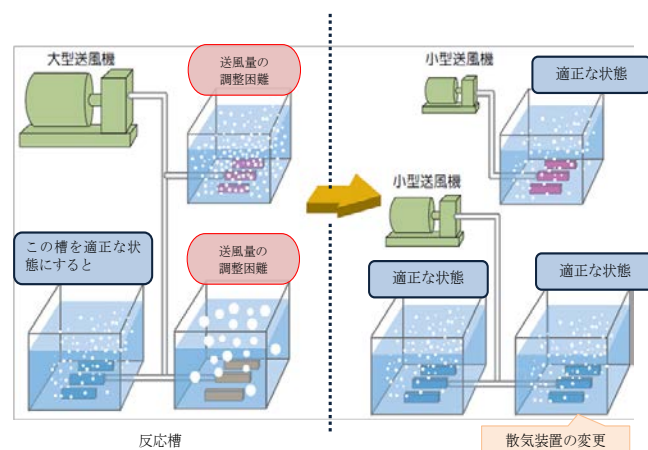 大型送風機
送風量の
調整困難
この槽を適正な状
態にすると
送風量の
調整困難
反応槽
小型送風機
適正な状態
小型送風機
適正な状態
適正な状態
散気装置の変更